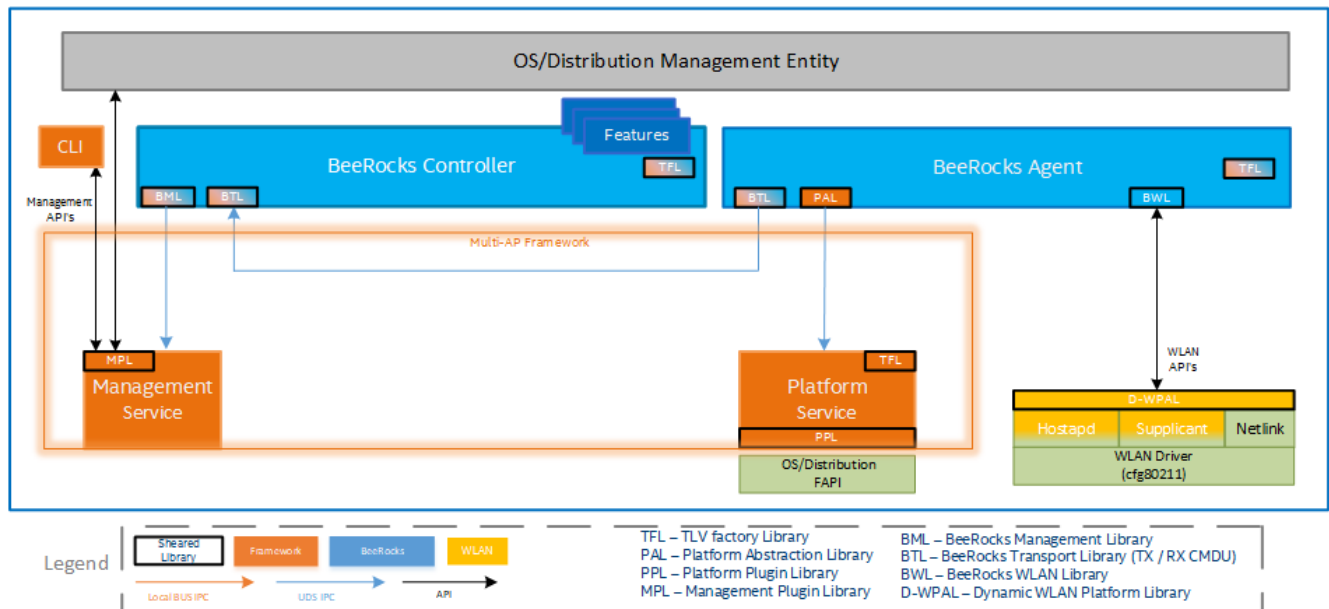 OS/Distribution Management Entity
CLI
Features
BeeRocks Controller
TFL
BML
BTL
BeeRocks Agent
TFL
BTL
PAL
BWL
Management
API's
Multi-AP Framework
MPL
Management
Service
TFL
Platform
Service
PPL
OS/Distribution
FAPI
WLAN
API's
D-WPAL
Hostapd
Supplicant
Netlink
WLAN Driver
(cfg80211)
Legend
Sheared
Library
Framework
BeeRocks
WLAN
Local BUS IPC
UDS IPC
API
TFL – TLV factory Library
PAL – Platform Abstraction Library
PPL – Platform Plugin Library
MPL – Management Plugin Library
BML – BeeRocks Management Library
BTL – BeeRocks Transport Library (TX / RX CMDU)
BWL – BeeRocks WLAN Library
D-WPAL – Dynamic WLAN Platform Library